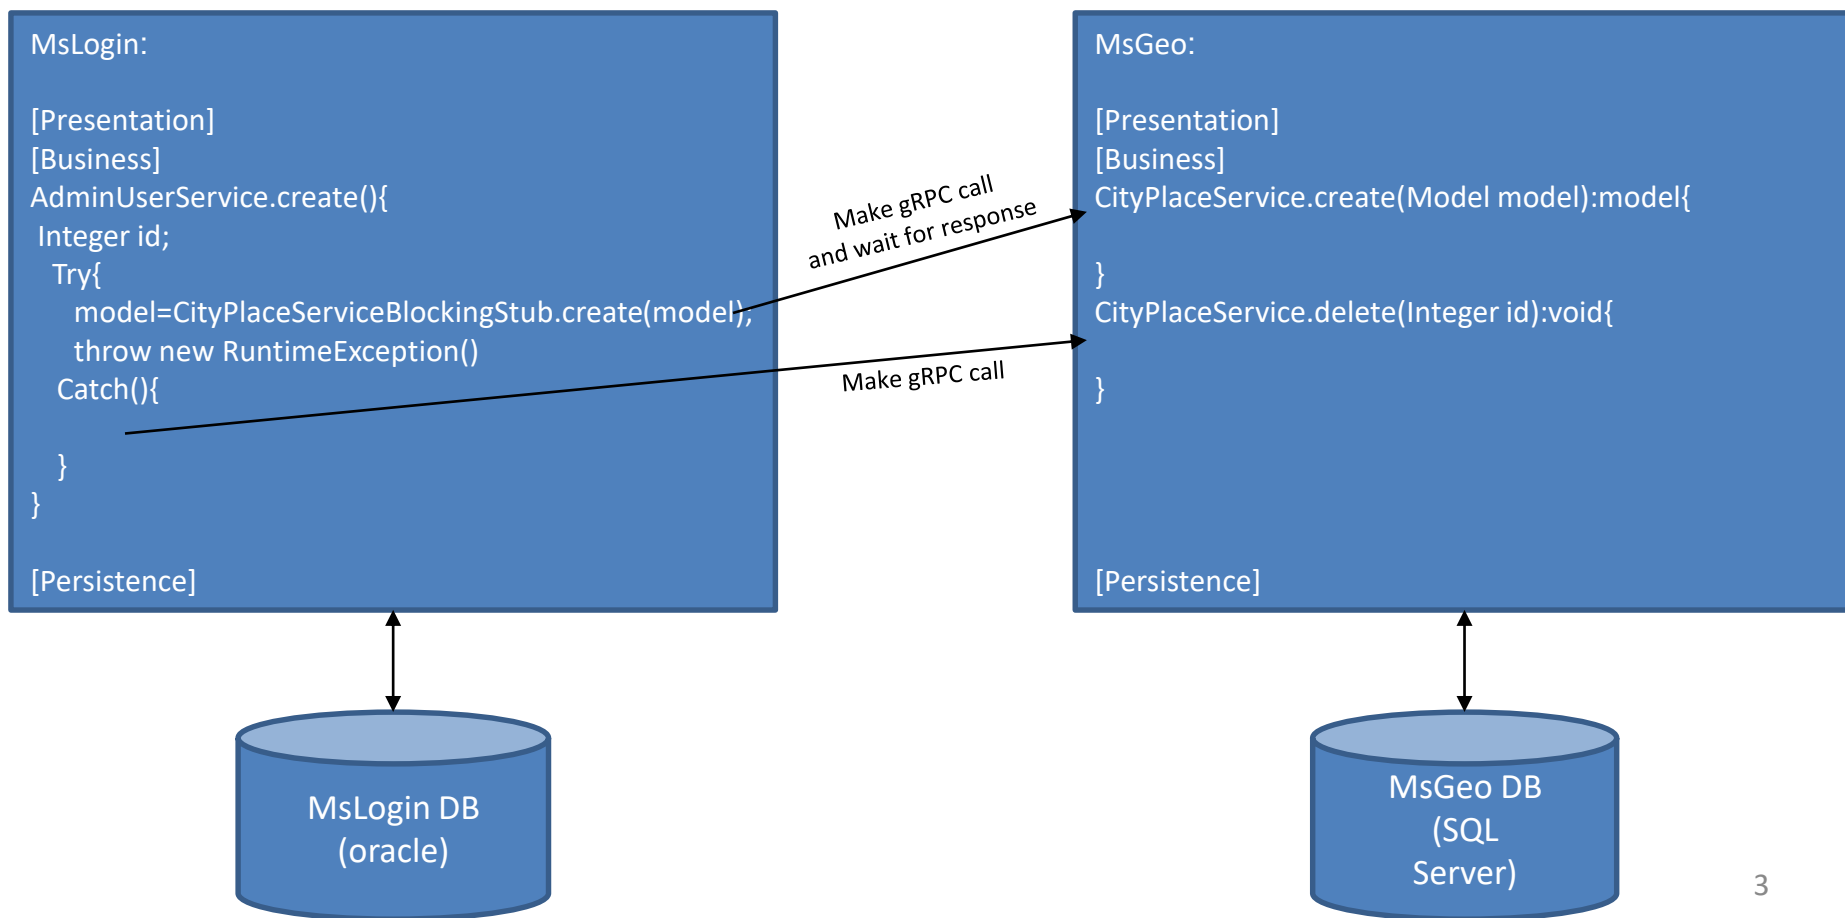 MsLogin:
[Presentation]
[Business]
AdminUserService.create(){
Integer id;
Try{
model=CityPlaceServiceBlockingStub.create(model);
throw new RuntimeException()
Catch(){
}
}
[Persistence]
Make gRPC call
and wait for response
Make gRPC call
MsGeo:
[Presentation]
[Business]
CityPlaceService.create(Model model):model{
}
CityPlaceService.delete(Integer id):void{
}
[Persistence]
MsLogin DB
(oracle)
MsGeo DB
(SQL
Server)
3